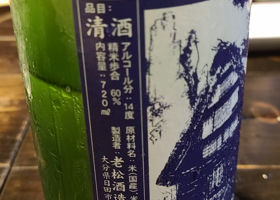 品目:
清酒
アルコール分:14度
精米歩合 60%
内容量:720㎖
原材料名:米(国産)、米
製造者:老松酒造
大分県日田市